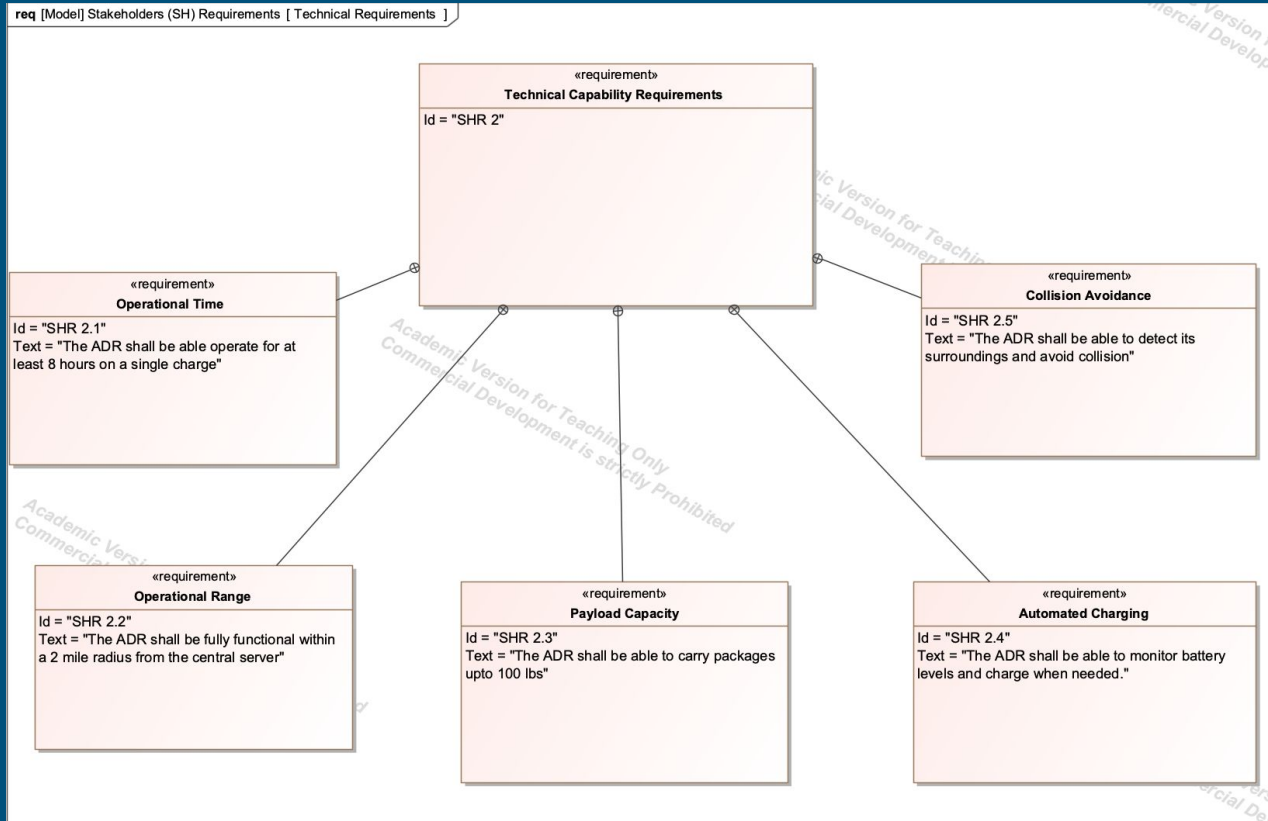 req [Model] Stakeholders (SH) Requirements [ Technical Requirements ]
«requirement»
Technical Capability Requirements
Id = "SHR 2"
«requirement»
Operational Time
Id = "SHR 2.1"
Text = "The ADR shall be able operate for at
least 8 hours on a single charge"
«requirement»
Collision Avoidance
Id = "SHR 2.5"
Text = "The ADR shall be able to detect its
surroundings and avoid collision"
«requirement»
Operational Range
Id = "SHR 2.2"
Text = "The ADR shall be fully functional within
a 2 mile radius from the central server"
«requirement»
Payload Capacity
Id = "SHR 2.3"
Text = "The ADR shall be able to carry packages
upto 100 lbs"
«requirement»
Automated Charging
Id = "SHR 2.4"
Text = "The ADR shall be able to monitor battery
levels and charge when needed."
Academic Version for Teaching Only
Commercial Development is strictly Prohibited